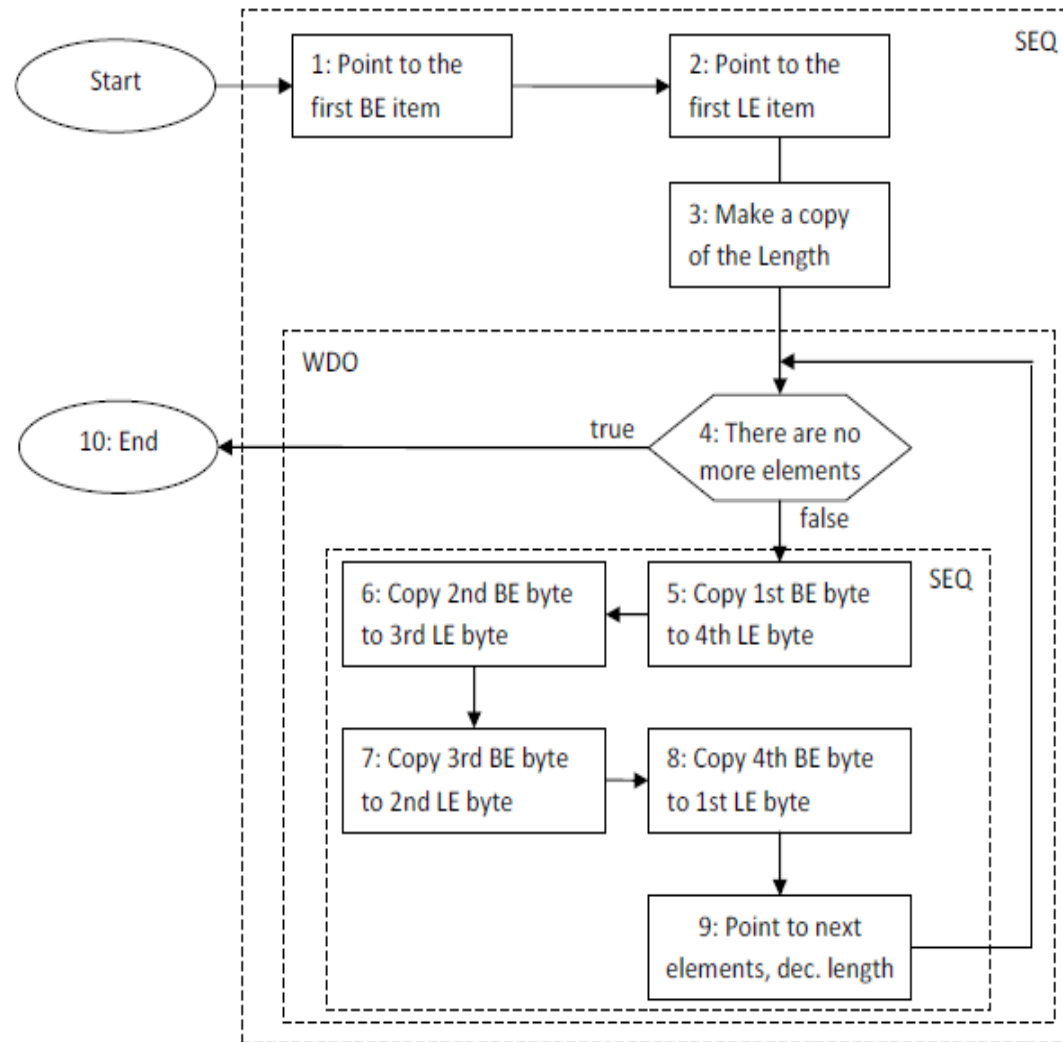 SEQ
Start
1: Point to the
first BE item
2: Point to the
first LE item
3: Make a copy
of the Length
WDO
10: End
true
4: There are no
more elements
false
SEQ
5: Copy 1st BE byte
to 4th LE byte
6: Copy 2nd BE byte
to 3rd LE byte
7: Copy 3rd BE byte
to 2nd LE byte
8: Copy 4th BE byte
to 1st LE byte
9: Point to next
elements, dec. length